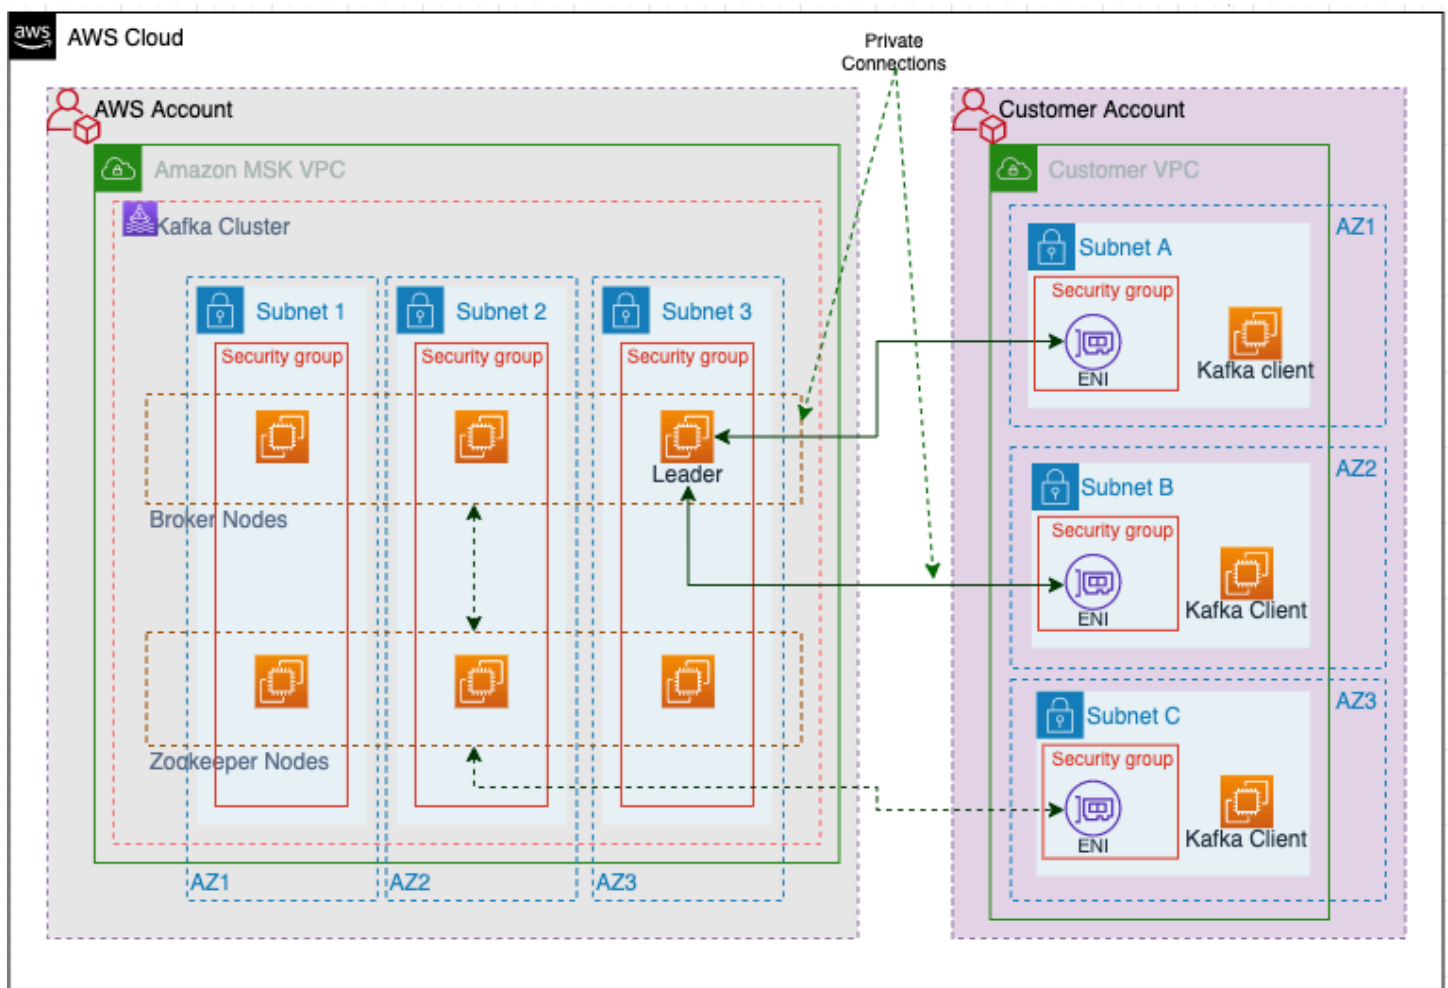 aws
AWS Cloud
Private
Connections
AWS Account
Customer Account
Amazon MSK VPC
Customer VPC
Kafka Cluster
AZ1
Subnet A
Security group
ENI
Kafka client
Subnet 1
Subnet 2
Subnet 3
Security group
Security group
Security group
Leader
Broker Nodes
AZ2
Subnet B
Security group
ENI
Kafka Client
Zookeeper Nodes
AZ3
Subnet C
Security group
ENI
Kafka Client
AZ1
AZ2
AZ3